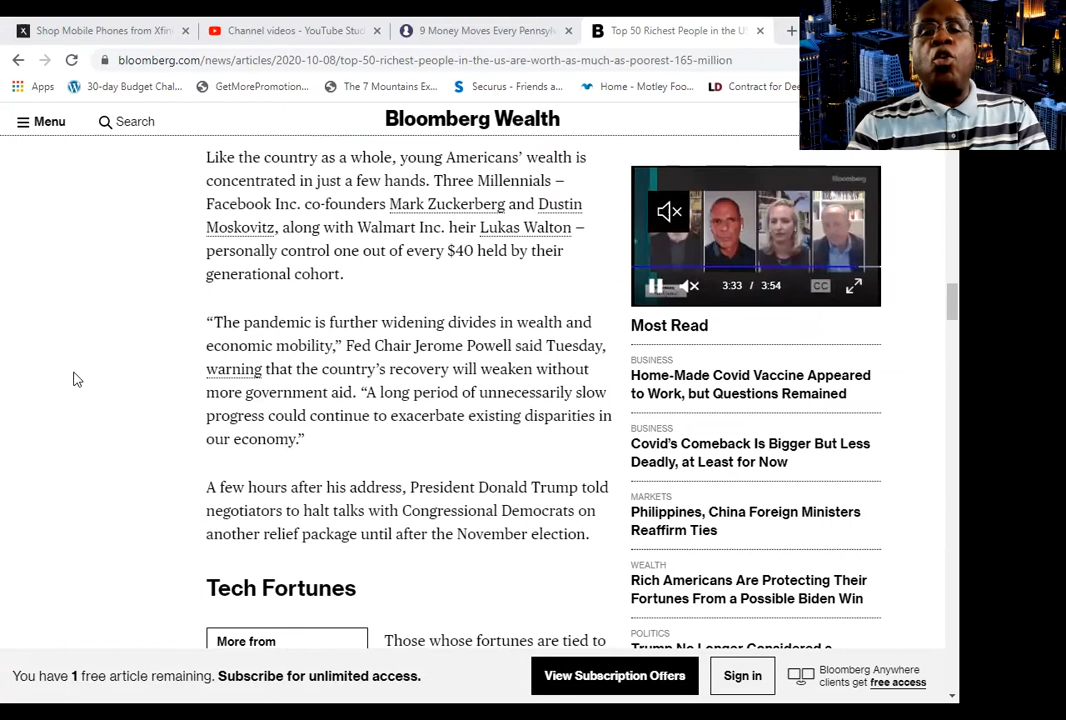 Shop Mobile Phones from Xfin
Channel videos - YouTube Stud
9 Money Moves Every Pennsyl
Top 50 Richest People in the U
bloomberg.com/news/articles/2020-10-08/top-50-richest-people-in-the-us-are-worth-as-much-as-poorest-165-million
Apps
30-day Budget Chal...
GetMorePromotion...
The 7 Mountains Ex...
Securus - Friends a...
Home - Motley Foo...
LD Contract for Dee
Menu
Search
Bloomberg Wealth
Like the country as a whole, young Americans’ wealth is
concentrated in just a few hands. Three Millennials –
Facebook Inc. co-founders Mark Zuckerberg and Dustin
Moskovitz, along with Walmart Inc. heir Lukas Walton –
personally control one out of every $40 held by their
generational cohort.
“The pandemic is further widening divides in wealth and
economic mobility,” Fed Chair Jerome Powell said Tuesday,
warning that the country’s recovery will weaken without
more government aid. “A long period of unnecessarily slow
progress could continue to exacerbate existing disparities in
our economy.”
A few hours after his address, President Donald Trump told
negotiators to halt talks with Congressional Democrats on
another relief package until after the November election.
Tech Fortunes
More from
Those whose fortunes are tied to
Bloomberg
3:33 / 3:54
CC
Most Read
BUSINESS
Home-Made Covid Vaccine Appeared
to Work, but Questions Remained
BUSINESS
Covid’s Comeback Is Bigger But Less
Deadly, at Least for Now
MARKETS
Philippines, China Foreign Ministers
Reaffirm Ties
WEALTH
Rich Americans Are Protecting Their
Fortunes From a Possible Biden Win
POLITICS
Trump No Longer Considered a
You have 1 free article remaining. Subscribe for unlimited access.
View Subscription Offers
Sign in
Bloomberg Anywhere
clients get free access